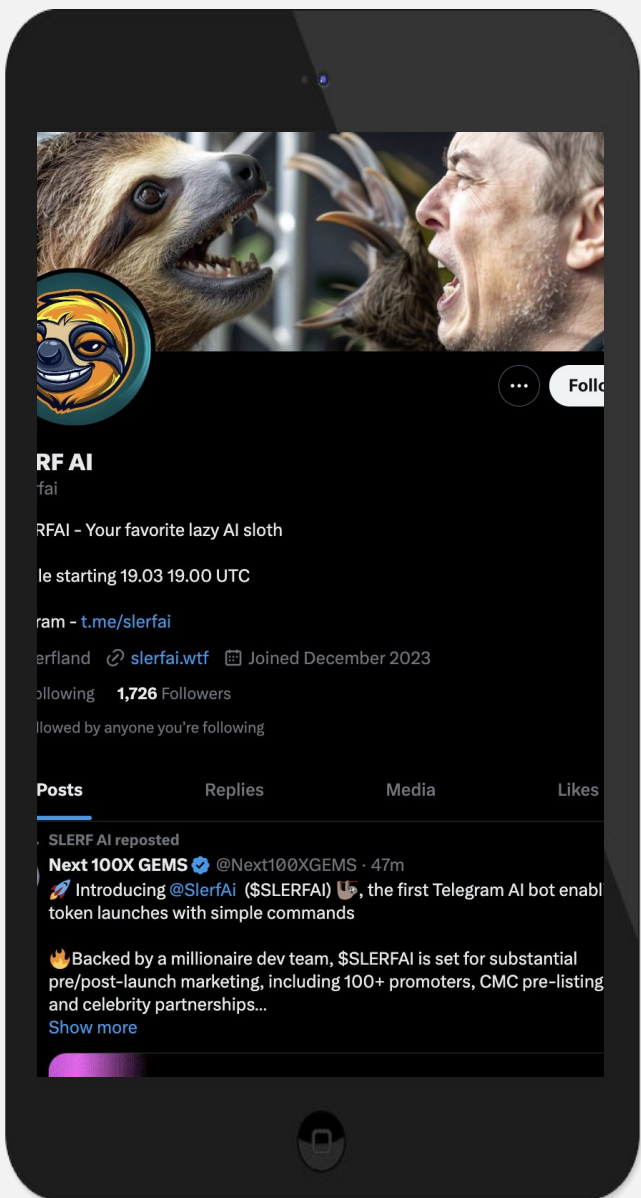 Follo
RF AI
rfai
RFAI - Your favorite lazy AI sloth
le starting 19.03 19.00 UTC
ram - t.me/slerfai
erfland slerfai.wtf Joined December 2023
ollowing 1,726 Followers
llowed by anyone you’re following
Posts Replies Media Likes
SLERF AI reposted
Next 100X GEMS @Next100XGEMS · 47m
🚀 Introducing @SlerfAi ($SLERFAI) 🦥, the first Telegram AI bot enabl
token launches with simple commands
🔥Backed by a millionaire dev team, $SLERFAI is set for substantial
pre/post-launch marketing, including 100+ promoters, CMC pre-listing
and celebrity partnerships...
Show more